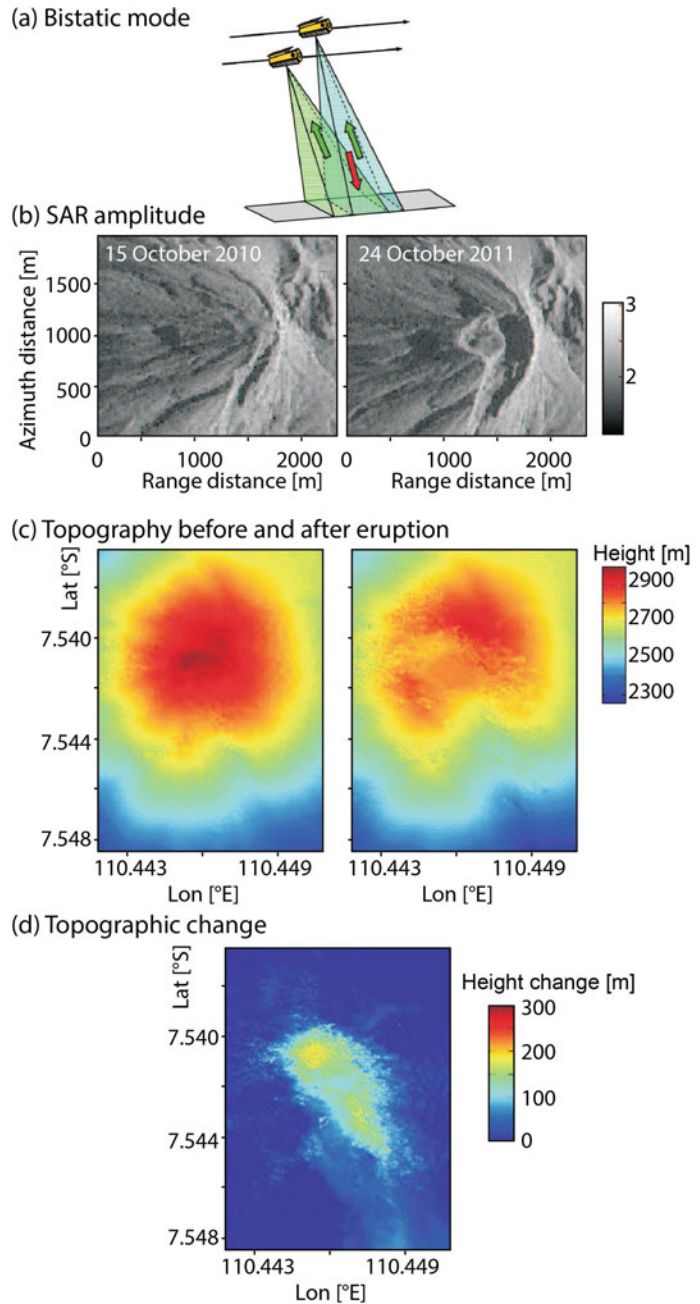 (a) Bistatic mode
(b) SAR amplitude
15 October 2010
24 October 2011
Azimuth distance [m]
1500
1000
500
0
0 1000 2000
Range distance [m]
0 1000 2000
Range distance [m]
3
2
(c) Topography before and after eruption
Lat [°S]
7.540
7.544
7.548
110.443 110.449
Lon [°E]
110.443 110.449
Lon [°E]
Height [m]
2900
2700
2500
2300
(d) Topographic change
Lat [°S]
7.540
7.544
7.548
110.443 110.449
Lon [°E]
Height change [m]
300
200
100
0